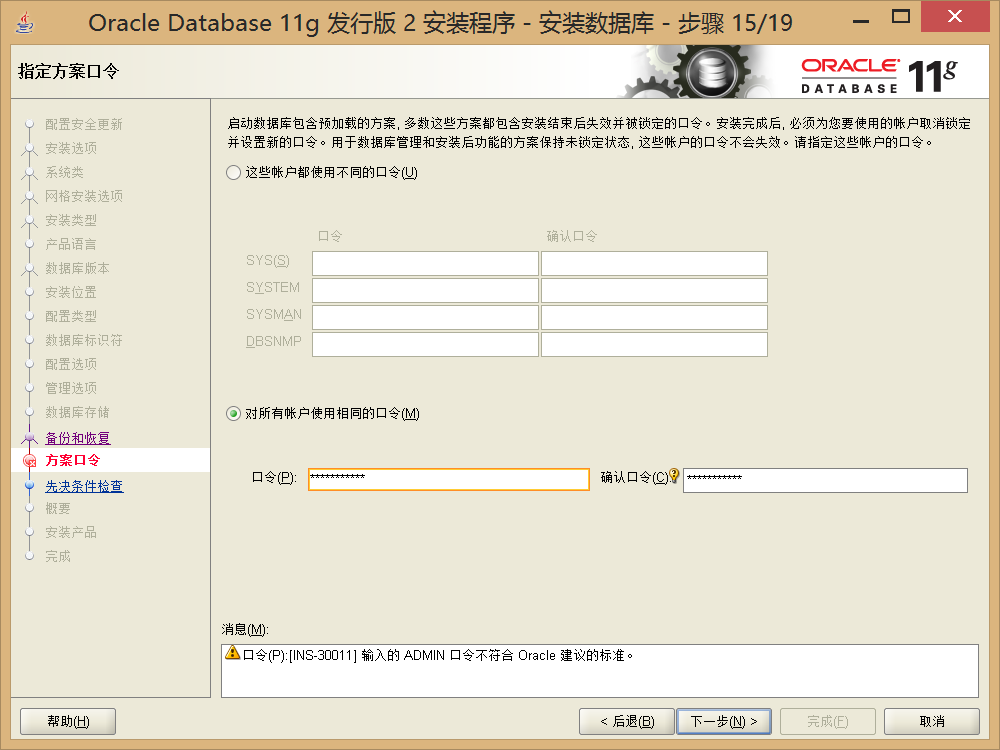 Oracle Database 11g 发行版 2 安装程序 - 安装数据库 - 步骤 15/19
指定方案口令
ORACLE
DATABASE
11g
配置安全更新
安装选项
系统类
网格安装选项
安装类型
产品语言
数据库版本
安装位置
配置类型
数据库标识符
配置选项
管理选项
数据库存储
备份和恢复
方案口令
先决条件检查
概要
安装产品
完成
启动数据库包含预加载的方案, 多数这些方案都包含安装结束后失效并被锁定的口令。安装完成后, 必须为您要使用的帐户取消锁定
并设置新的口令。用于数据库管理和安装后功能的方案保持未锁定状态, 这些帐户的口令不会失效。请指定这些帐户的口令。
这些帐户都使用不同的口令(U)
口令 确认口令
SYS(S)
SYSTEM
SYSMAN
DBSNMP
对所有帐户使用相同的口令(M)
口令(P): *********** 确认口令(C): ***********
消息(M):
口令(P):[INS-30011] 输入的 ADMIN 口令不符合 Oracle 建议的标准。
帮助(H) < 后退(B) 下一步(N) > 完成(F) 取消